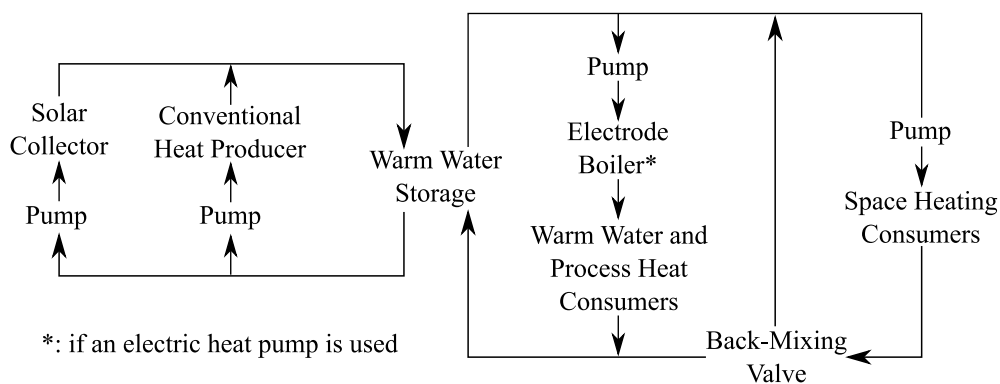 Solar
Collector
Pump
Conventional
Heat Producer
Pump
Warm Water
Storage
Pump
Electrode
Boiler*
Warm Water and
Process Heat
Consumers
Pump
Space Heating
Consumers
Back-Mixing
Valve
*: if an electric heat pump is used